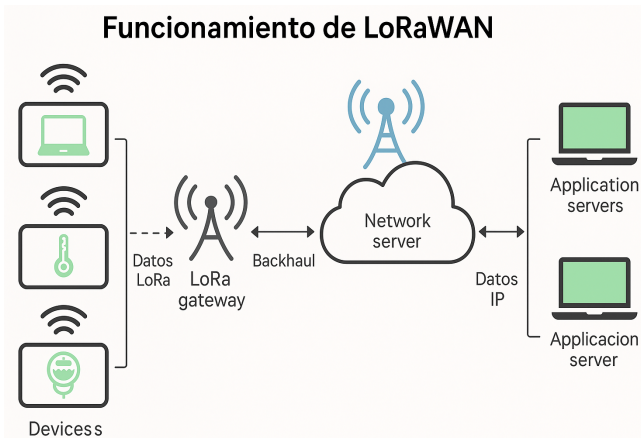 Funcionamiento de LoRaWAN
Datos
LoRa
LoRa
gateway
Backhaul
Network
server
Datos
IP
Application
servers
Applicacion
server
Devicess